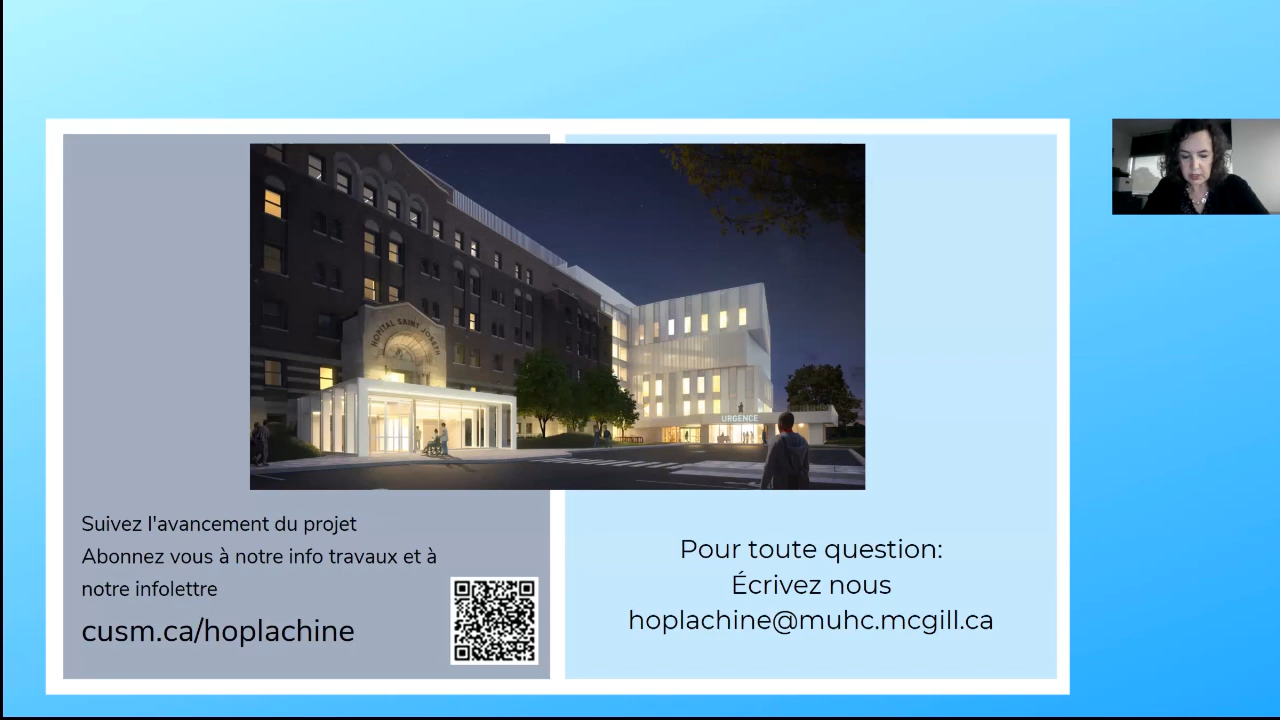 HOPITAL SAINT JOSEPH
URGENCE
Suivez l'avancement du projet
Abonnez vous à notre info travaux et à
notre infolettre
cusm.ca/hoplachine
Pour toute question:
Écrivez nous
hoplachine@muhc.mcgill.ca